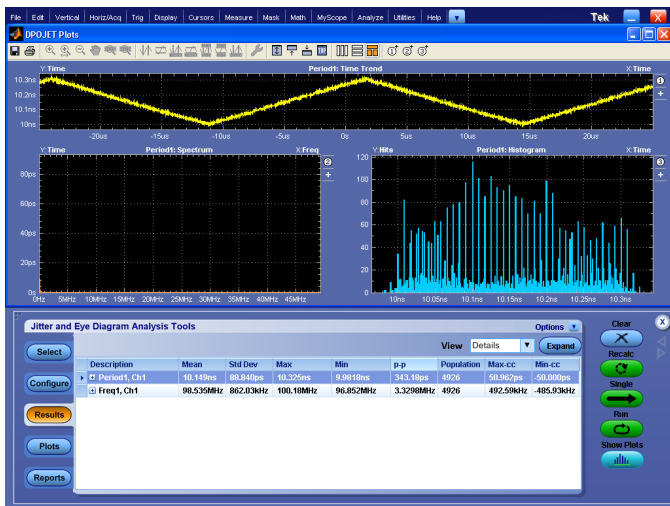 File Edit Vertical Horiz/Acq Trig Display Cursors Measure Mask Math MyScope Analyze Utilities Help Tek
DPOJET Plots
Y:Time Period1: Time Trend X:Time
10.3ns
10.2ns
10.1ns
10ns
-20us -15us -10us -5us 0s 5us 10us 15us 20us
1
Y:Time Period1: Spectrum X:Freq
2
80ps
60ps
40ps
20ps
0s
0Hz 5MHz 10MHz 15MHz 20MHz 25MHz 30MHz 35MHz 40MHz 45MHz
Y:Hits Period1: Histogram X:Time
3
120
100
80
60
40
20
0
10ns 10.05ns 10.1ns 10.15ns 10.2ns 10.25ns 10.3ns
Jitter and Eye Diagram Analysis Tools Options
View Details Expand
Select
Configure
Results
Plots
Reports
Description Mean Std Dev Max Min p-p Population Max-cc Min-cc
Period1, Ch1 10.149ns 88.840ps 10.325ns 9.9818ns 343.18ps 4926 50.962ps -50.000ps
Freq1, Ch1 98.535MHz 862.03kHz 100.18MHz 96.852MHz 3.3298MHz 4926 492.59kHz -485.93kHz
Clear
Recalc
Single
Run
Show Plots